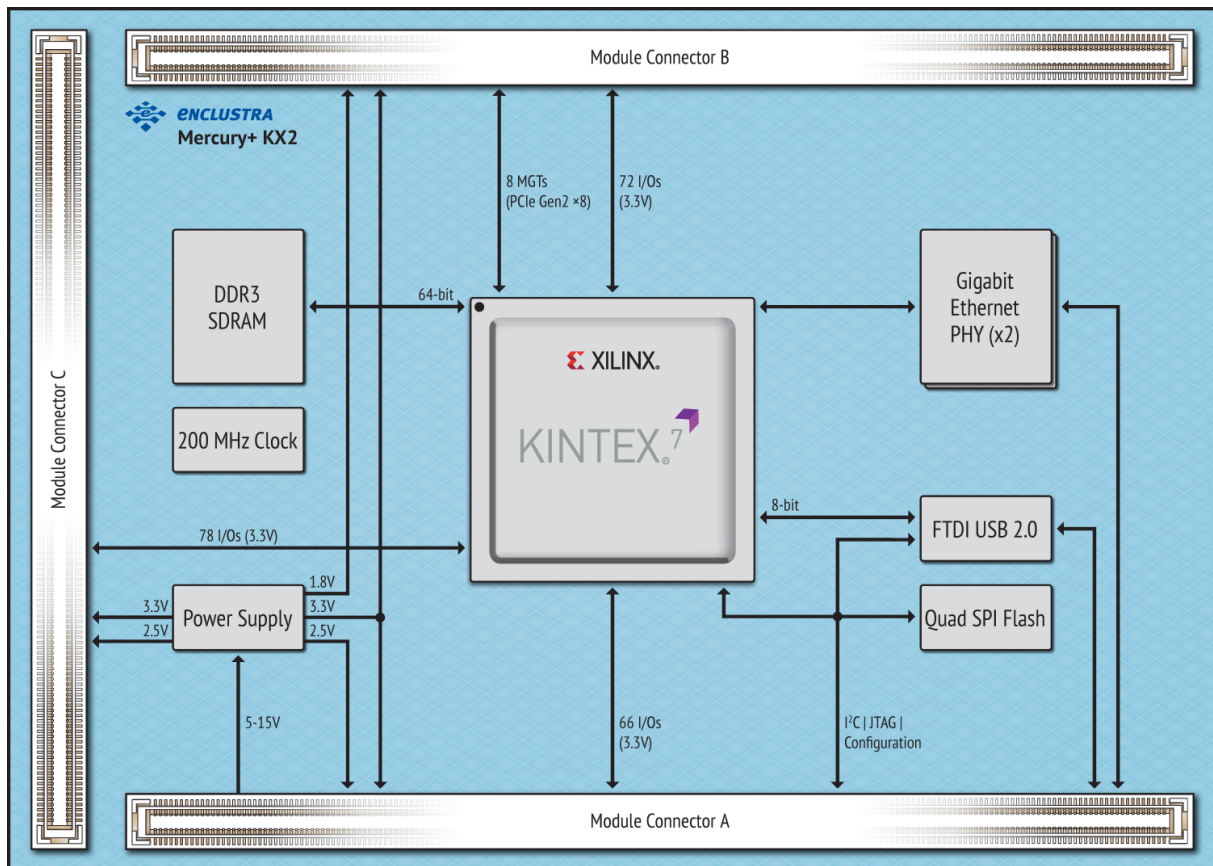 Module Connector B
ENCLUSTRA
Mercury+ KX2
8 MGTs
(PCIe Gen2 ×8)
72 I/Os
(3.3V)
DDR3
SDRAM
64-bit
Gigabit
Ethernet
PHY (x2)
XILINX.
KINTEX®7
200 MHz Clock
Module Connector C
8-bit
FTDI USB 2.0
78 I/Os (3.3V)
1.8V
3.3V
Power Supply
3.3V
2.5V
2.5V
Quad SPI Flash
5-15V
66 I/Os
(3.3V)
I²C | JTAG |
Configuration
Module Connector A